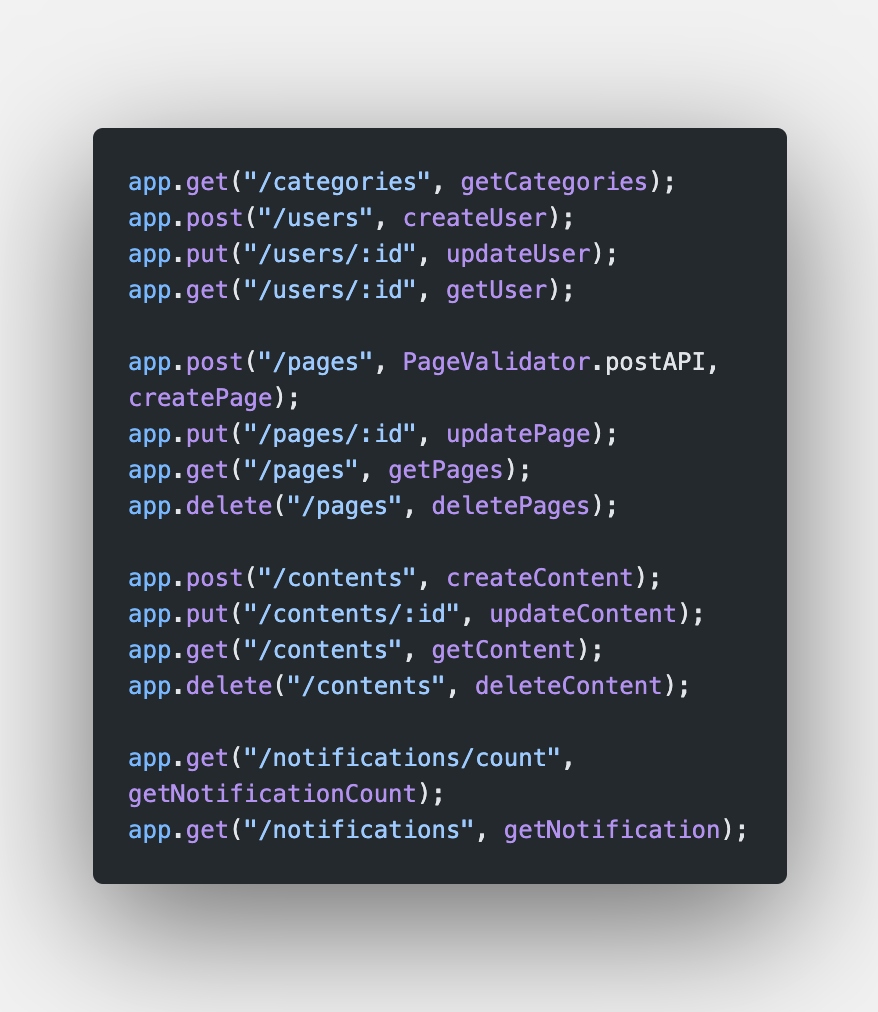 app.get("/categories", getCategories);
app.post("/users", createUser);
app.put("/users/:id", updateUser);
app.get("/users/:id", getUser);

app.post("/pages", PageValidator.postAPI,
createPage);
app.put("/pages/:id", updatePage);
app.get("/pages", getPages);
app.delete("/pages", deletePages);

app.post("/contents", createContent);
app.put("/contents/:id", updateContent);
app.get("/contents", getContent);
app.delete("/contents", deleteContent);

app.get("/notifications/count",
getNotificationCount);
app.get("/notifications", getNotification);